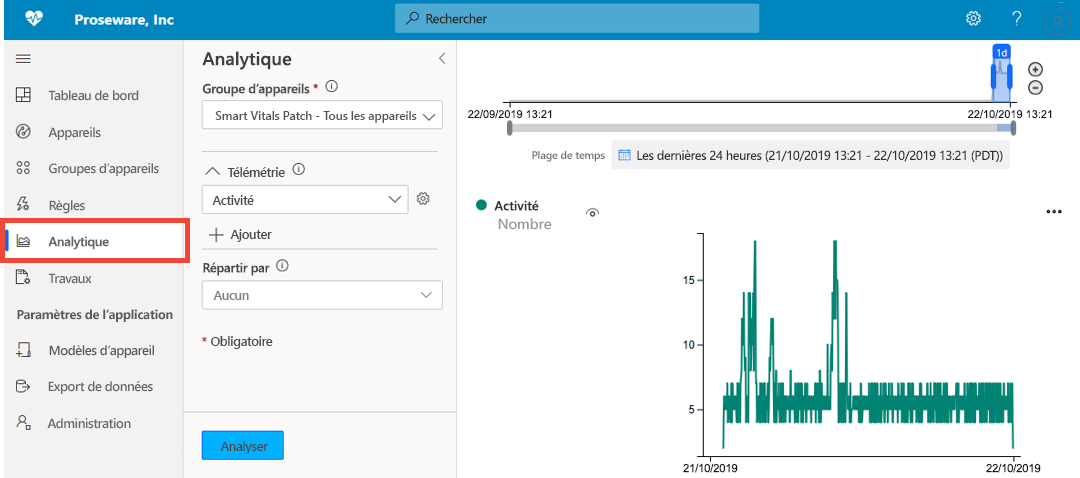 Proseware, Inc
Rechercher
?
Tableau de bord
Appareils
Groupes d'appareils
Règles
Analytique
Travaux
Paramètres de l'application
Modèles d'appareil
Export de données
Administration
Analytique
Groupe d'appareils *
Smart Vitals Patch - Tous les appareils
Télémétrie
Activité
Ajouter
Répartir par
Aucun
* Obligatoire
Analyser
1d
22/09/2019 13:21
22/10/2019 13:21
Plage de temps
Les dernières 24 heures (21/10/2019 13:21 - 22/10/2019 13:21 (PDT))
Activité
Nombre
15
10
5
21/10/2019
22/10/2019